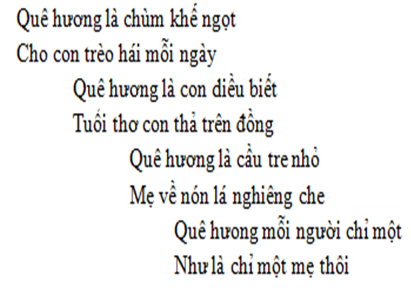 Quê hương là chùm khế ngọt
Cho con trèo hái mỗi ngày
Quê hương là con diều biết
Tuổi thơ con thả trên đồng
Quê hương là cầu tre nhỏ
Mẹ về nón lá nghiêng che
Quê hưong mỗi người chỉ một
Như là chỉ một mẹ thôi